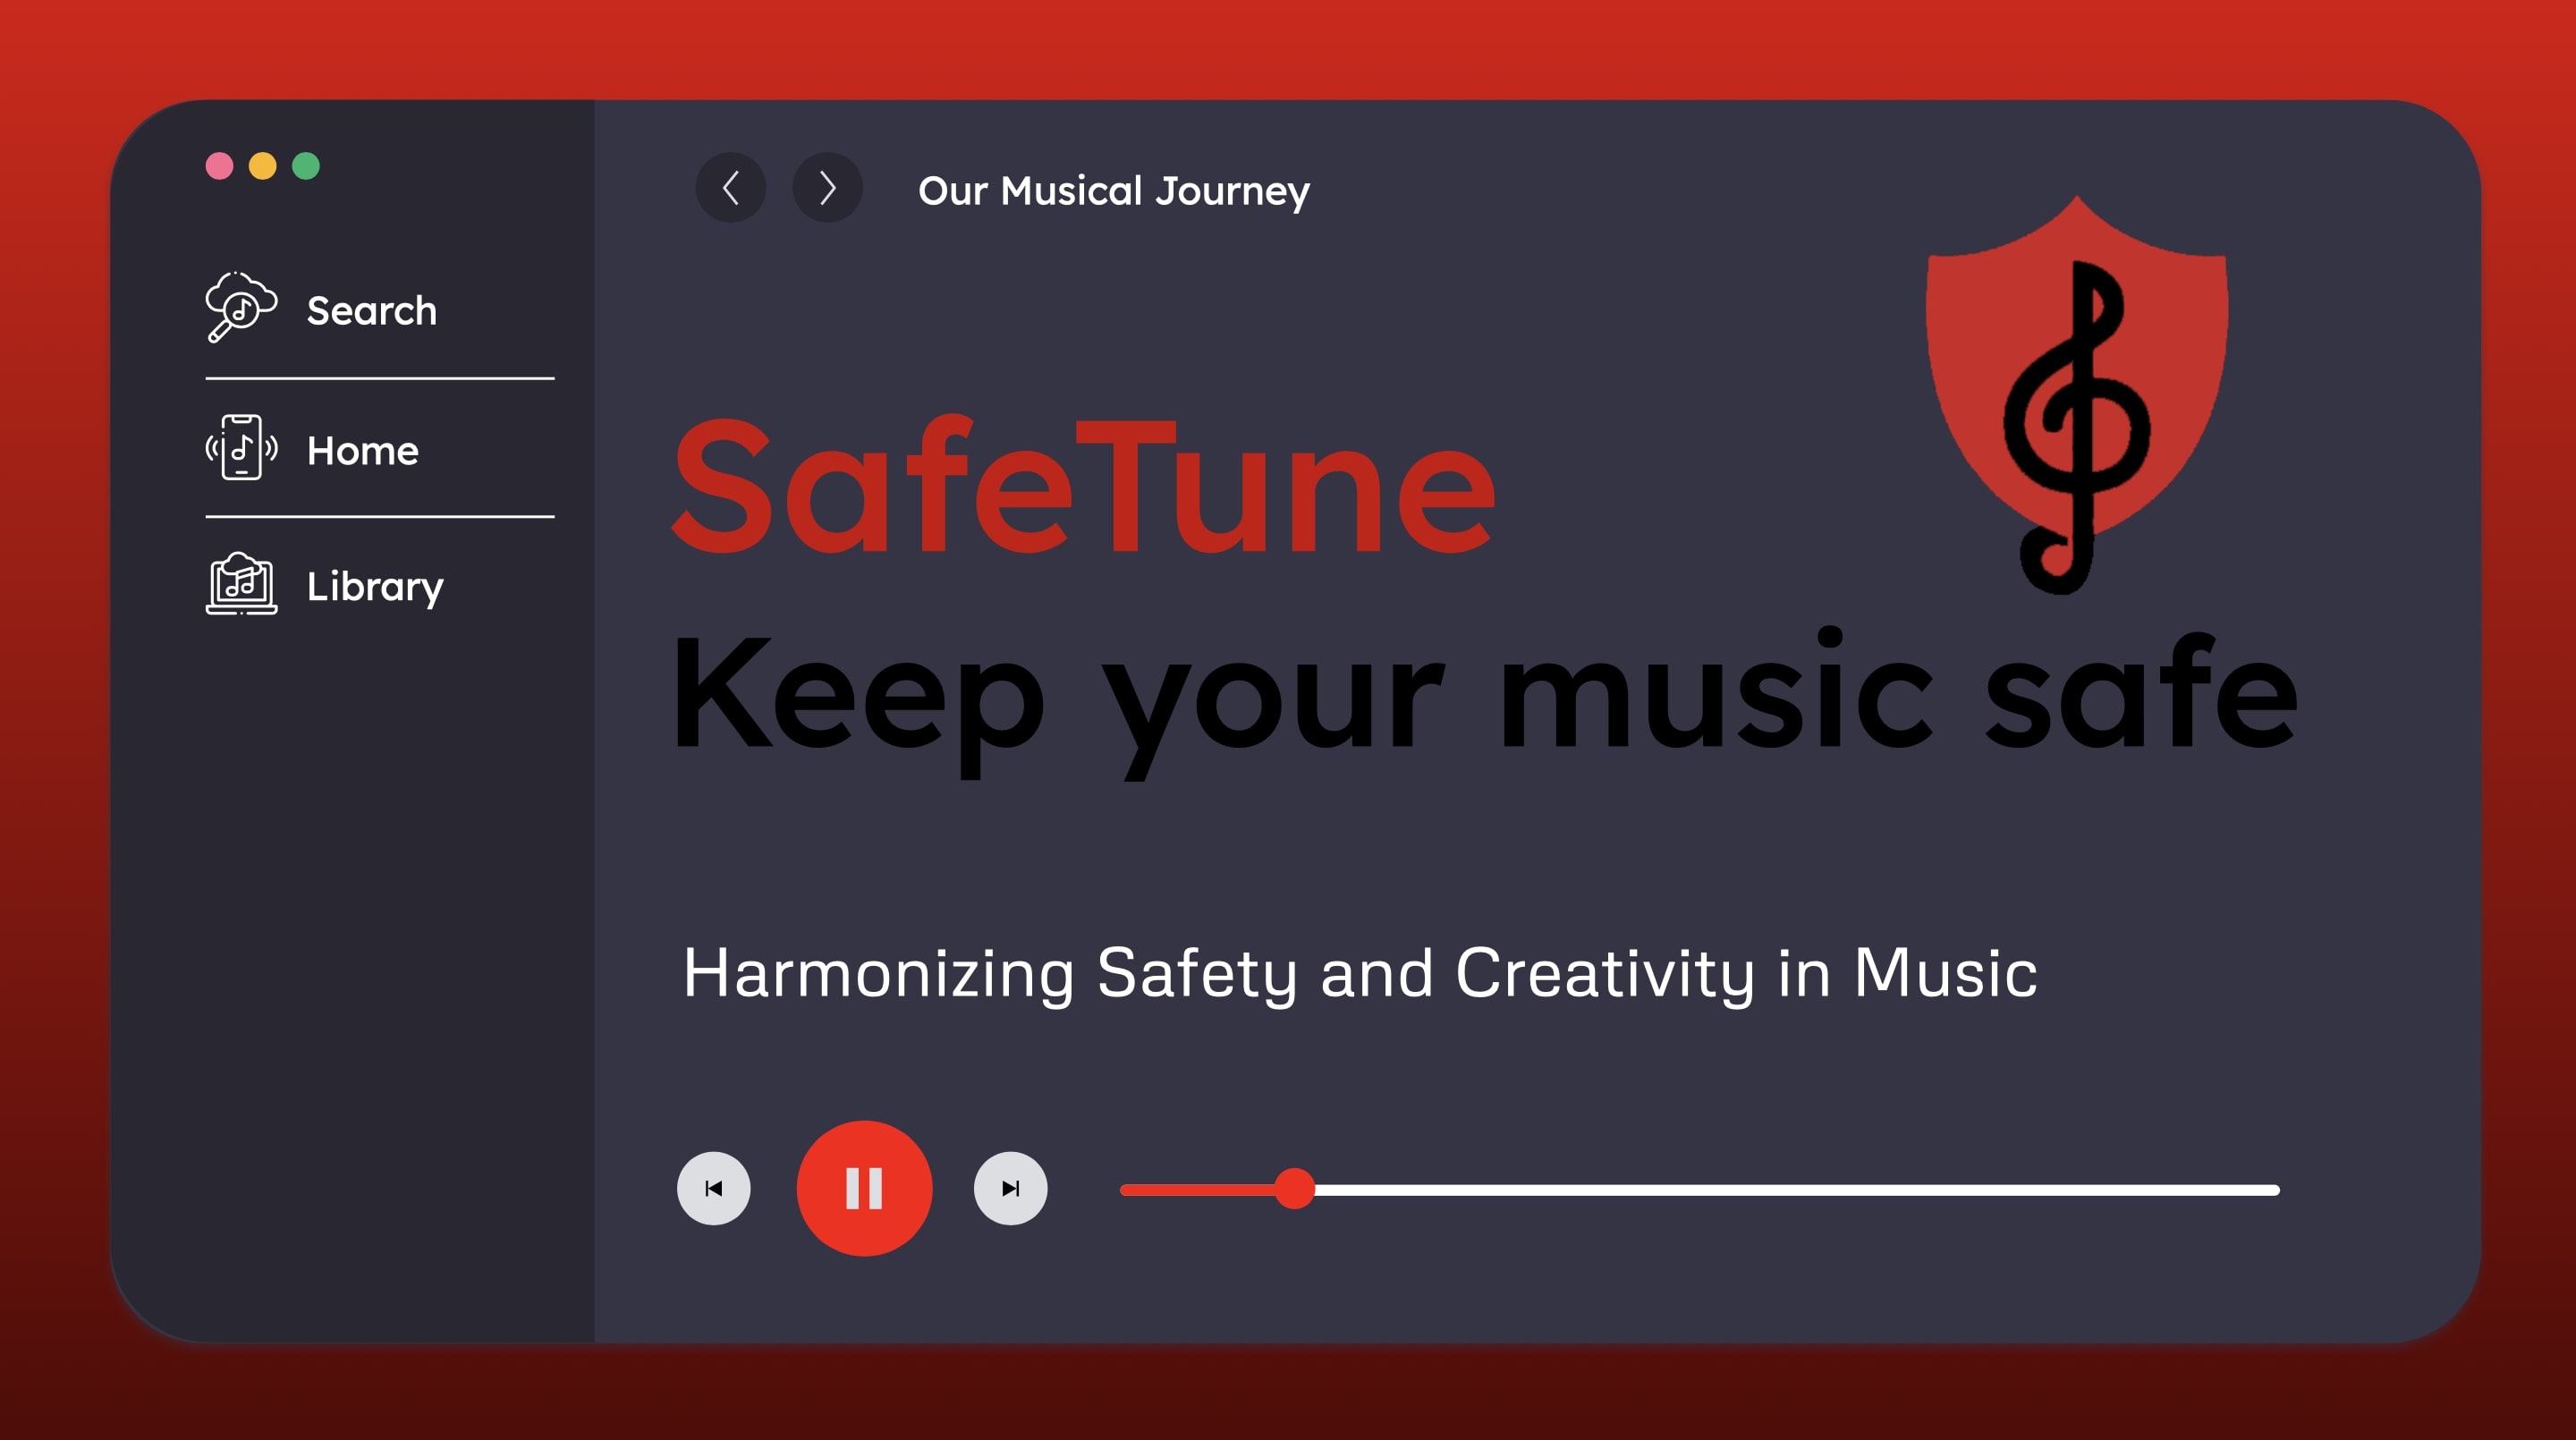 Search
Home
Library
Our Musical Journey
SafeTune
Keep your music safe
Harmonizing Safety and Creativity in Music